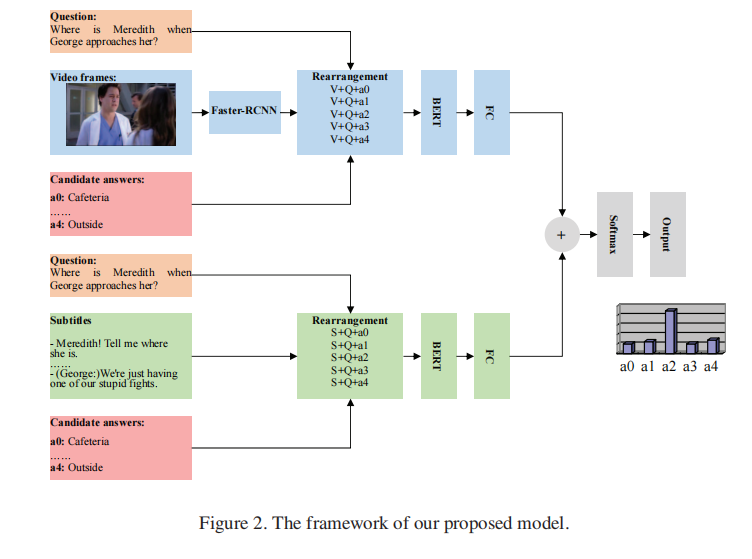 Question:
Where is Meredith when
George approaches her?
Video frames:
Faster-RCNN
Rearrangement
V+Q+a0
V+Q+a1
V+Q+a2
V+Q+a3
V+Q+a4
BERT
FC
Candidate answers:
a0: Cafeteria
......
a4: Outside
+
Softmax
Output
Question:
Where is Meredith when
George approaches her?
Subtitles
- Meredith! Tell me where
she is.
......
- (George:)We're just having
one of our stupid fights.
Rearrangement
S+Q+a0
S+Q+a1
S+Q+a2
S+Q+a3
S+Q+a4
BERT
FC
a0 a1 a2 a3 a4
Candidate answers:
a0: Cafeteria
......
a4: Outside
Figure 2. The framework of our proposed model.